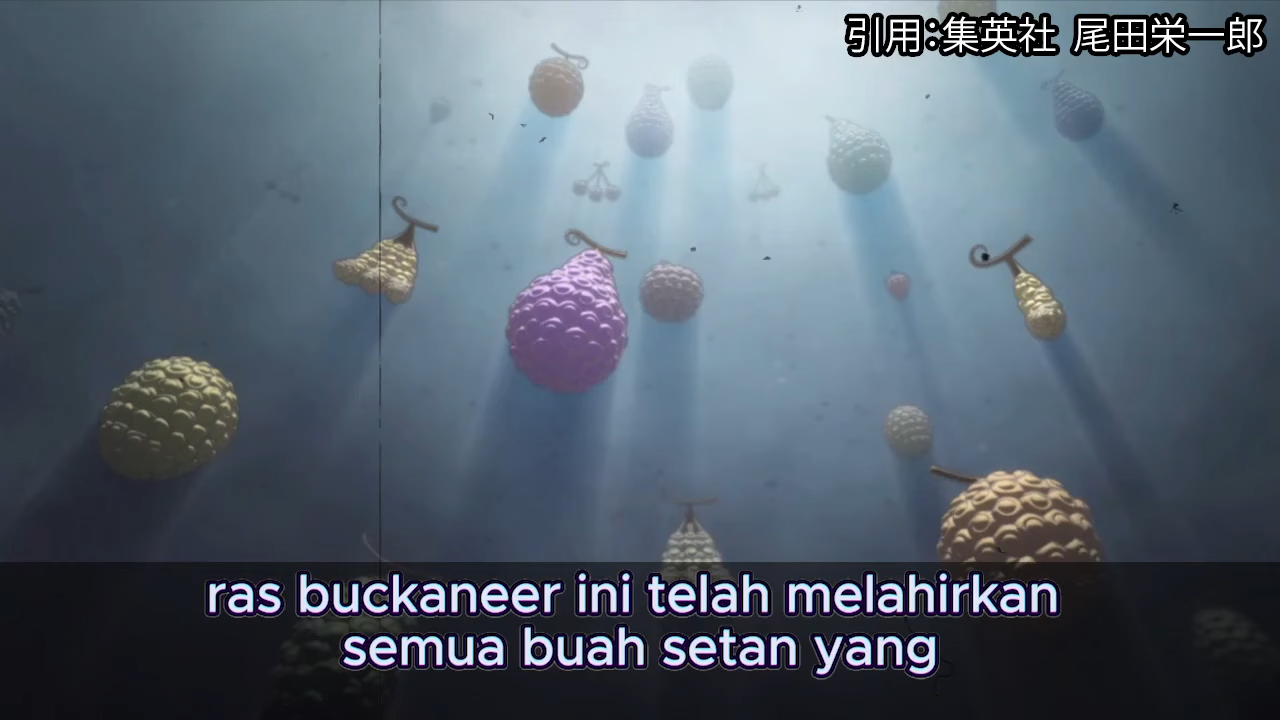 引用：集英社 尾田栄一郎
ras buckaneer ini telah melahirkan
semua buah setan yang